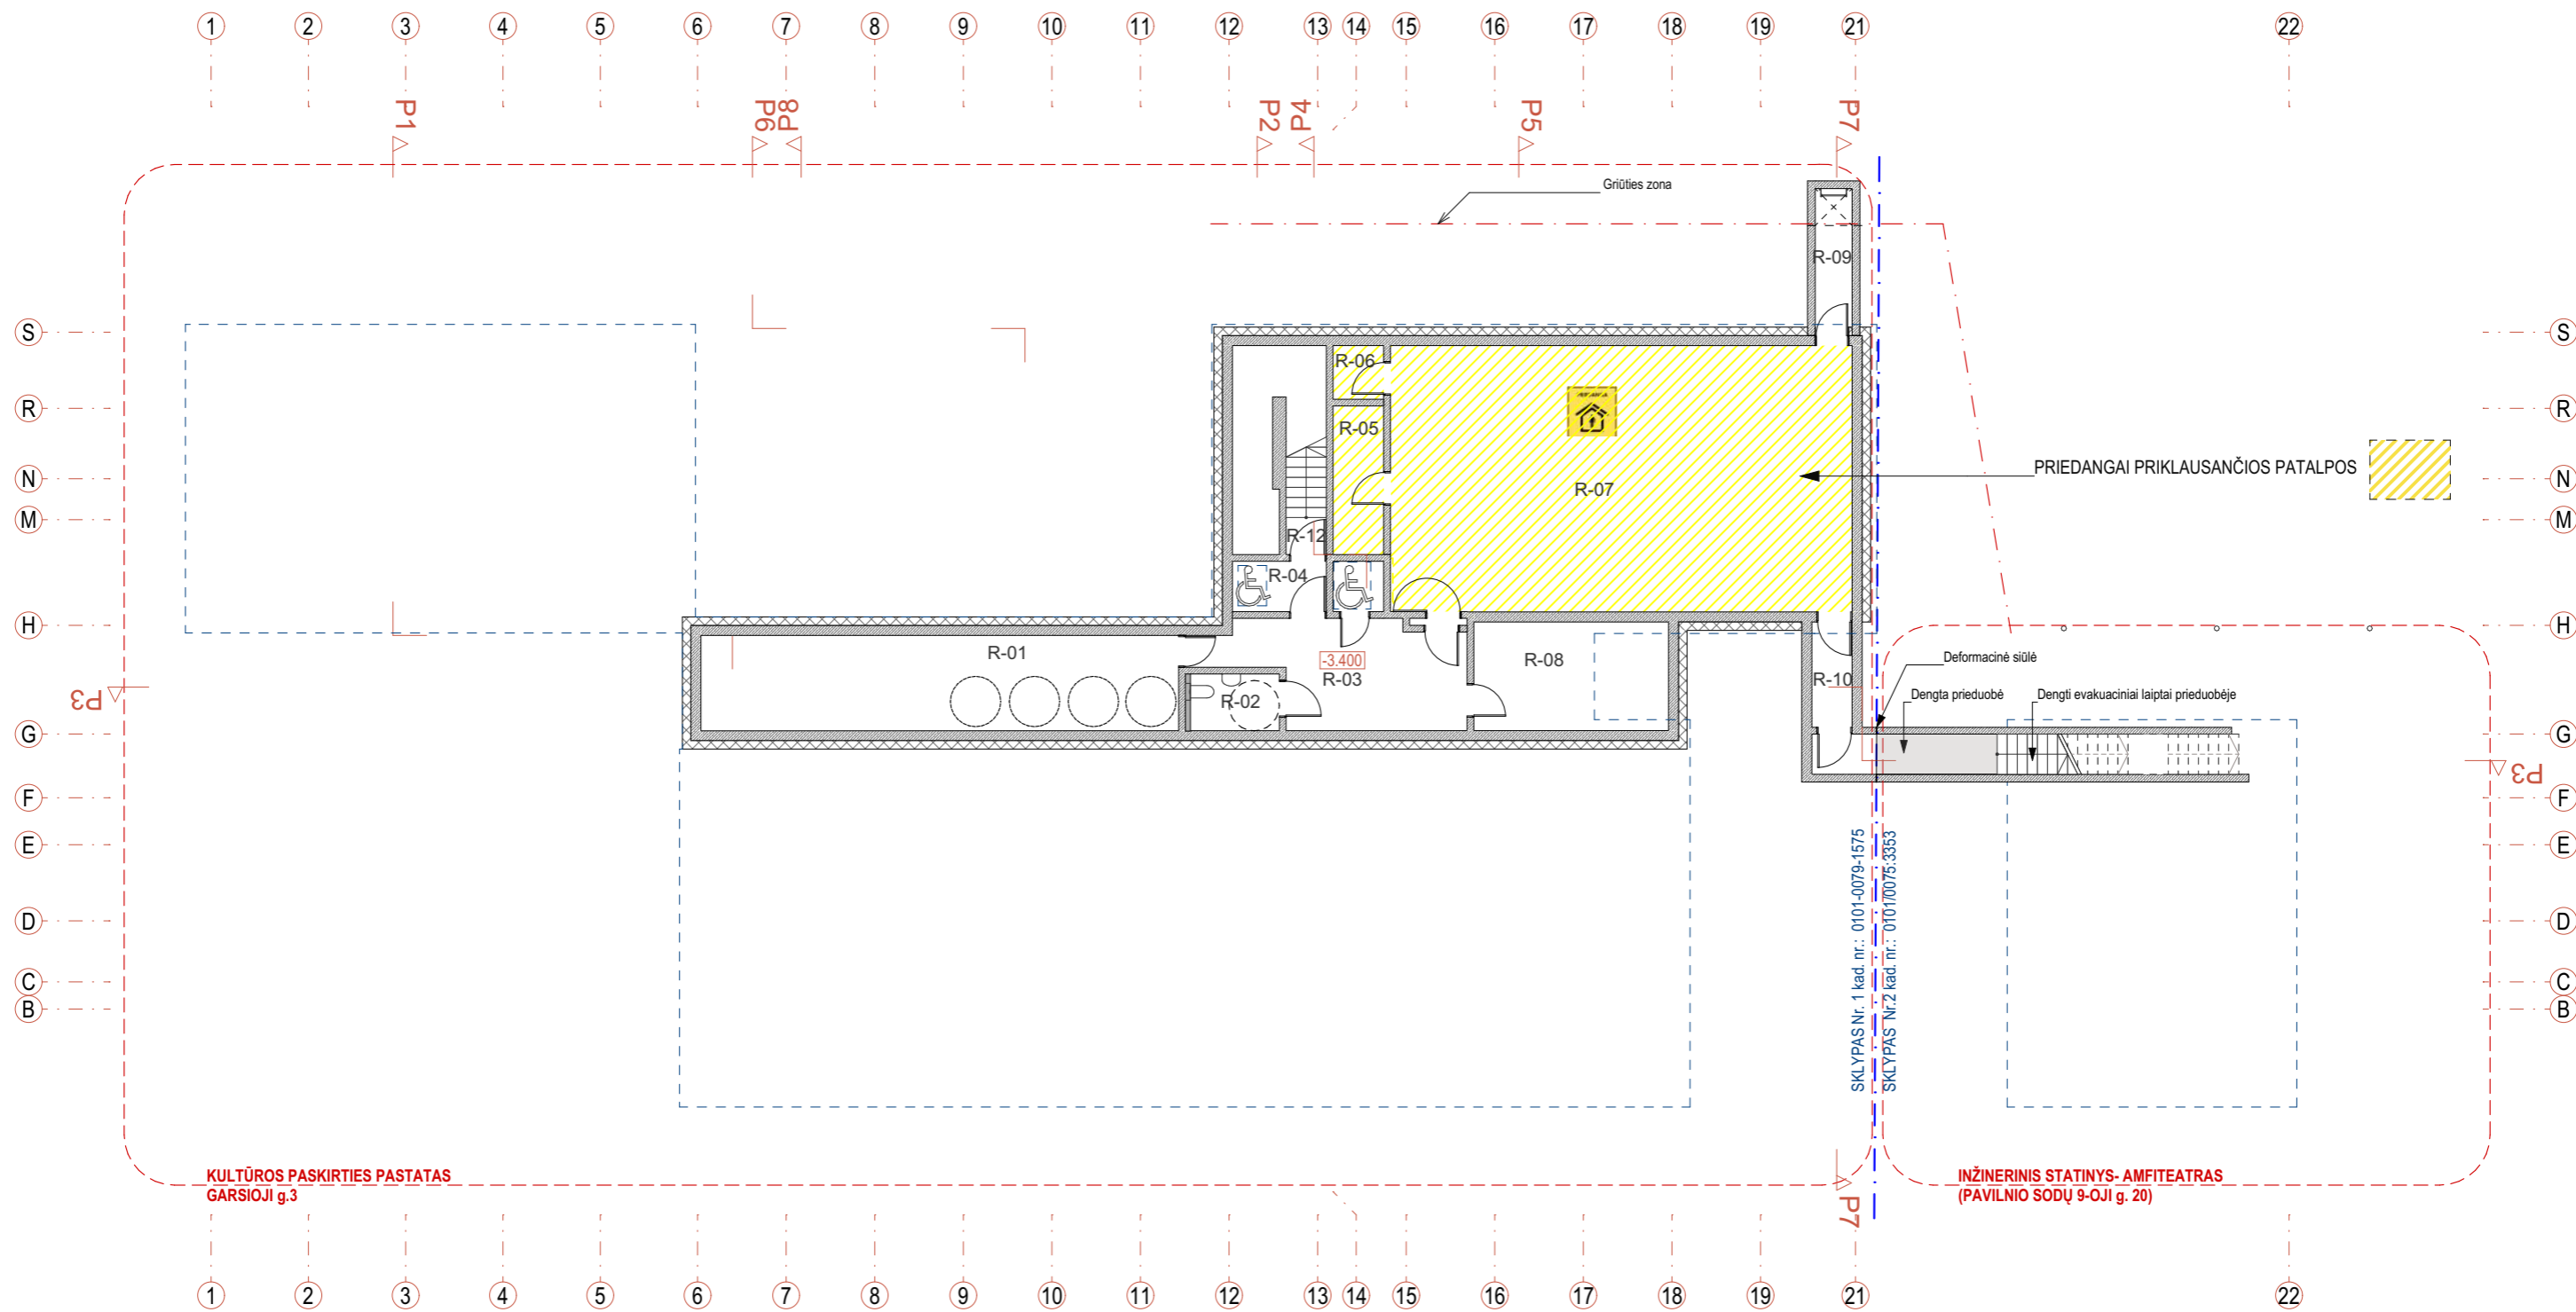 1 2 3 4 5 6 7 8 9 10 11 12 13 14 15 16 17 18 19 21 22
P1 P6 P8 P2 P4 P5 P7
Griūties zona
R-09
S S
R-06
R R
R-05
PRIEDANGAI PRIKLAUSANČIOS PATALPOS
N N
R-07
M M
R-12
R-04
H H
R-01
-3.400
R-03
R-08
Deformacinė siūlė
R-10
Dengta prieduobė
Dengti evakuaciniai laiptai prieduobėje
P3
R-02
G G
P3
F F
E E
D D
C C
B B
SKLYPAS Nr. 1 kad. nr.: 0101-0079-1575
SKLYPAS Nr.2 kad. nr.: 0101/0075:3353
KULTŪROS PASKIRTIES PASTATAS
GARSIOJI g.3
INŽINERINIS STATINYS- AMFITEATRAS
(PAVILNIO SODŲ 9-OJI g. 20)
P7
1 2 3 4 5 6 7 8 9 10 11 12 13 14 15 16 17 18 19 21 22